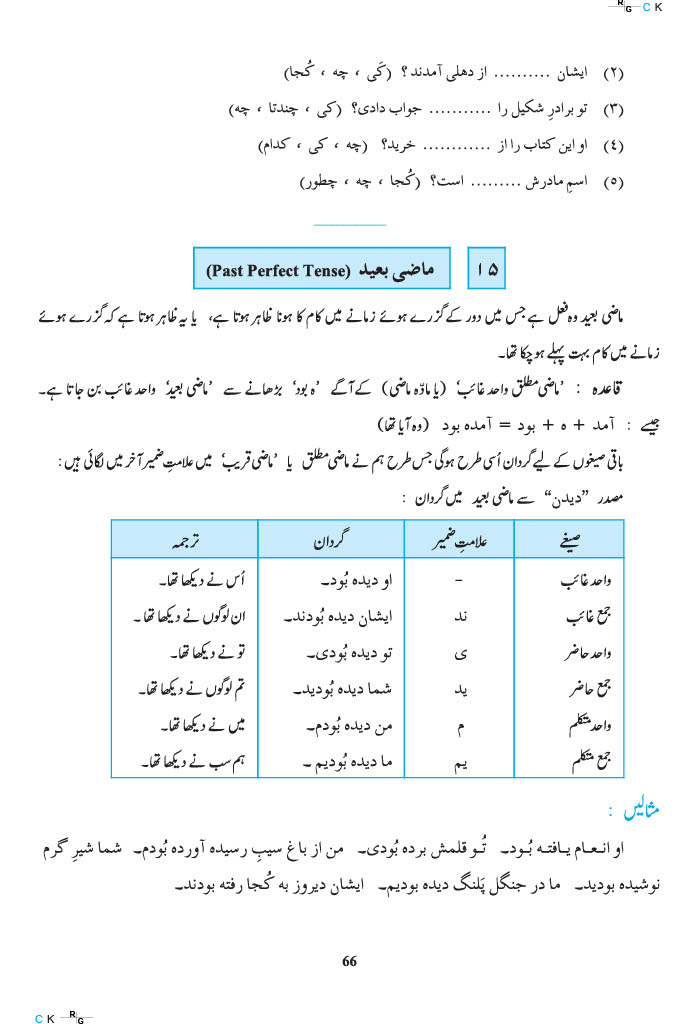 R G C K
(۲) ایشان .......... از دهلی آمدند ؟ (کَی ، چه ، کُجا)
(۳) تو برادرِ شکیل را ........... جواب دادی؟ (کی ، چندتا ، چه)
(٤) او این کتاب را از ............ خرید؟ (چه ، کی ، کدام)
(٥) اسمِ مادرش ......... است؟ (کُجا ، چه ، چطور)
۱۵ ماضی بعید (Past Perfect Tense)
ماضی بعید وہ فعل ہے جس میں دور کے گزرے ہوئے زمانے میں کام کا ہونا ظاہر ہوتا ہے، یا یہ ظاہر ہوتا ہے کہ گزرے ہوئے
زمانے میں کام بہت پہلے ہو چکا تھا۔
قاعدہ : ’ماضی مطلق واحد غائب‘ (یا مادّہ ماضی) کے آگے ’ہ بود‘ بڑھانے سے ’ماضی بعید‘ واحد غائب بن جاتا ہے۔
جیسے : آمد + ہ + بود = آمده بود (وہ آیا تھا)
باقی صیغوں کے لیے گردان اُسی طرح ہوگی جس طرح ہم نے ماضی مطلق یا ’ماضی قریب‘ میں علامتِ ضمیر آخر میں لگائی ہیں :
مصدر ”دیدن“ سے ماضی بعید میں گردان :
صیغے علامتِ ضمیر گردان ترجمہ
واحد غائب – او دیده بُود۔ اُس نے دیکھا تھا۔
جمع غائب ند ایشان دیده بُودند۔ ان لوگوں نے دیکھا تھا۔
واحد حاضر ی تو دیده بُودی۔ تو نے دیکھا تھا۔
جمع حاضر ید شما دیده بُودید۔ تم لوگوں نے دیکھا تھا۔
واحد متکلم م من دیده بُودم۔ میں نے دیکھا تھا۔
جمع متکلم یم ما دیده بُودیم ۔ ہم سب نے دیکھا تھا۔
مثالیں :
او انعام یافته بُود۔ تُو قلمش برده بُودی۔ من از باغ سیبِ رسیده آورده بُودم۔ شما شیرِ گرم
نوشیده بودید۔ ما در جنگل پَلنگ دیده بودیم۔ ایشان دیروز به کُجا رفته بودند۔
66
C K R G